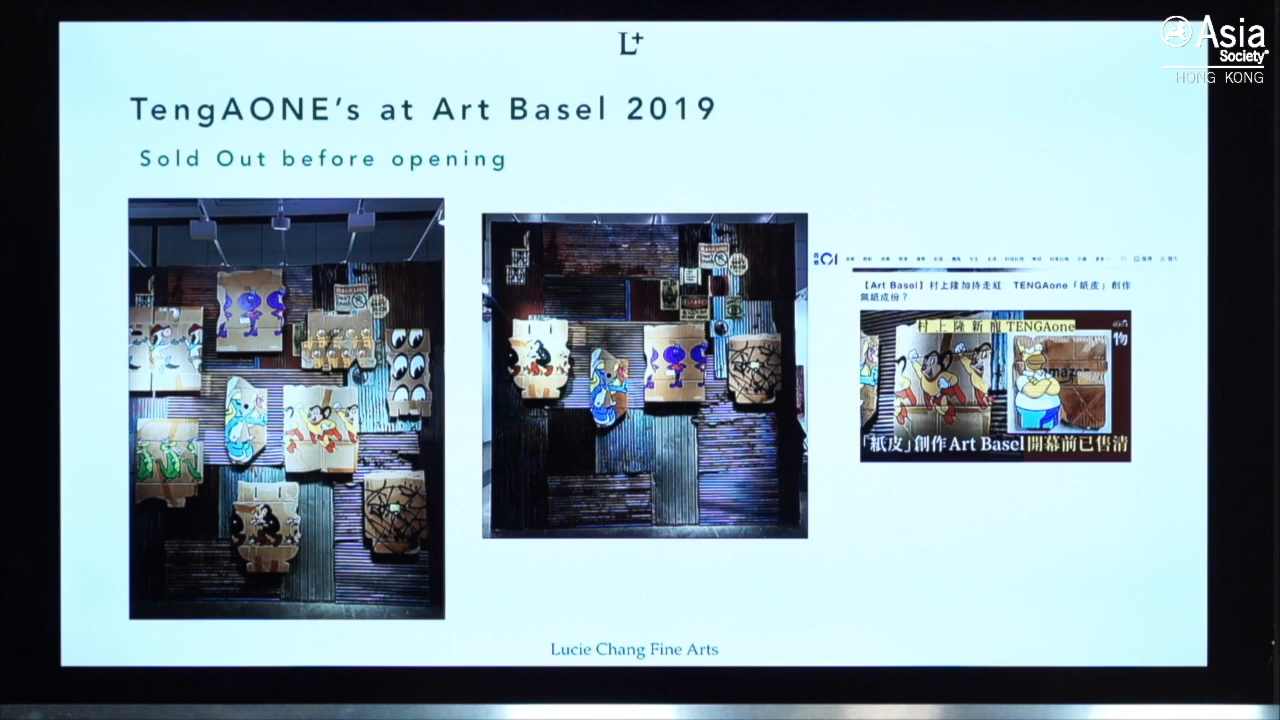 L+
Asia
Society
HONG KONG
TengAONE's at Art Basel 2019
Sold Out before opening
【Art Basel】村上隆加持走紅 TENGAone「紙皮」創作
無紙成份？
村上隆新寵TENGAone
物
amazon
「紙皮」創作Art Basel開幕前已售清
Lucie Chang Fine Arts